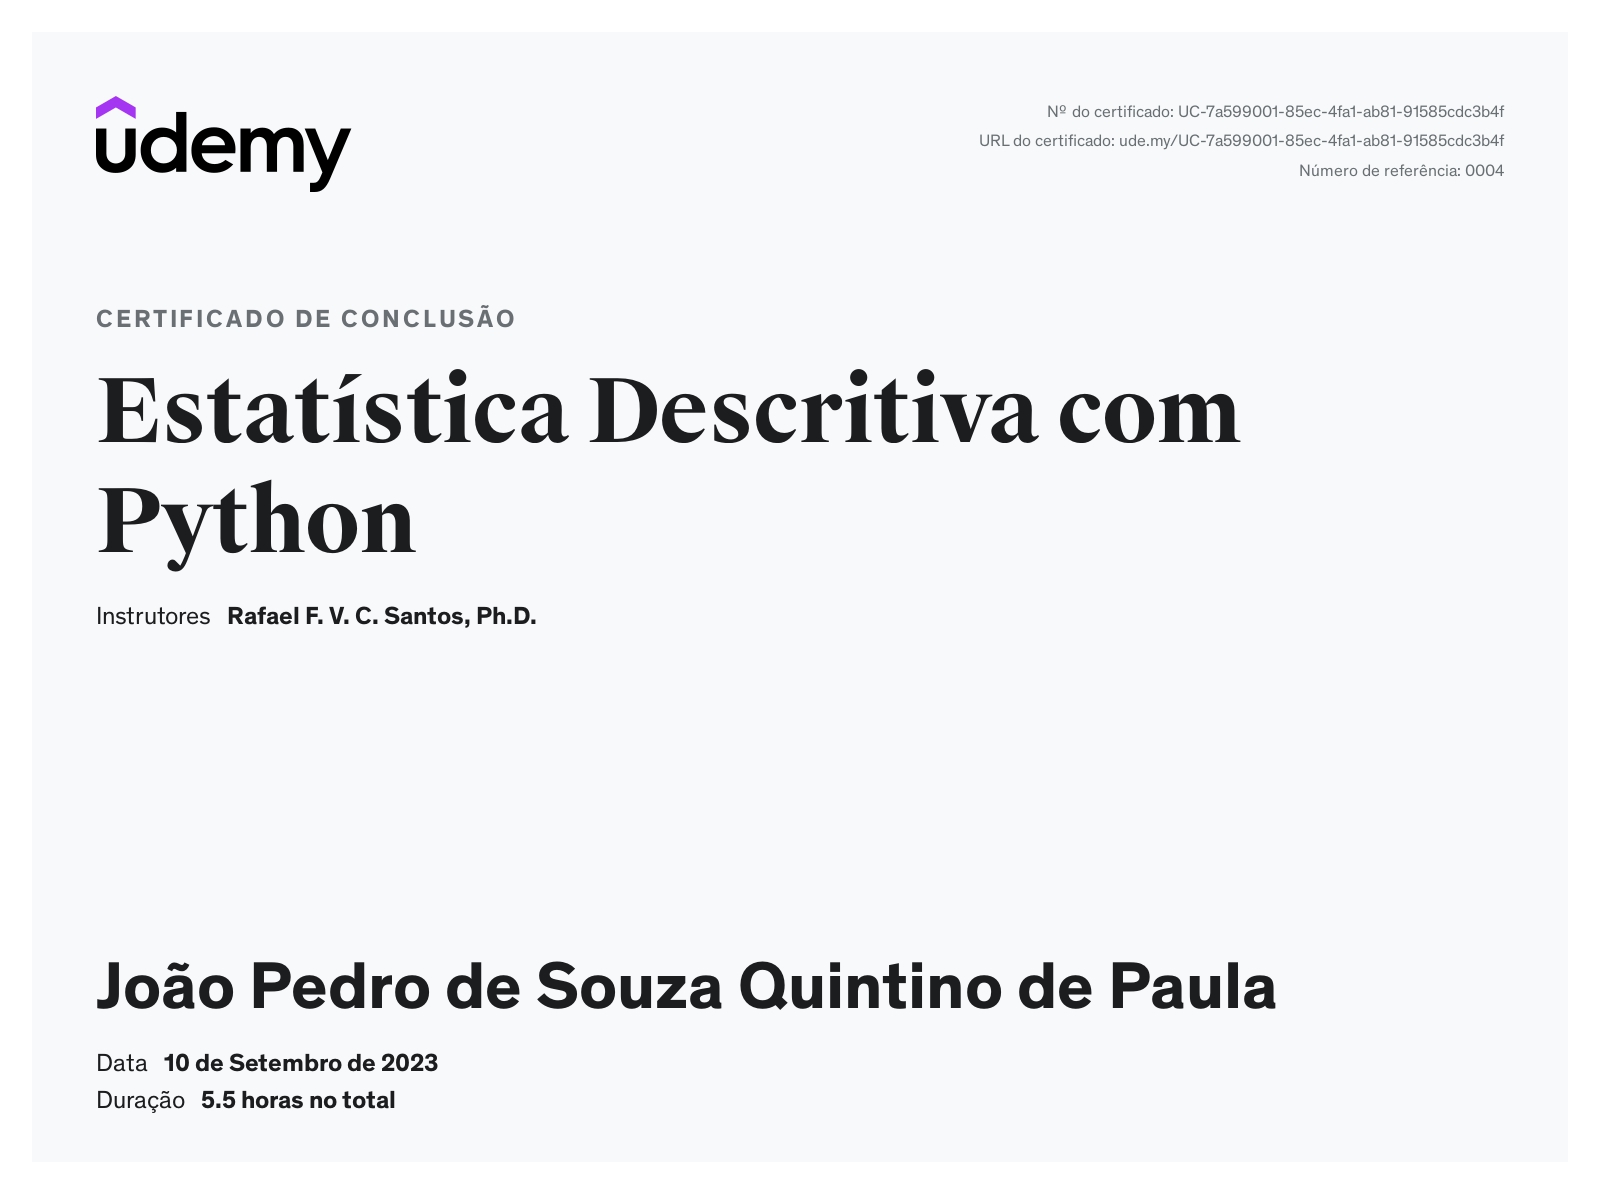 udemy
Nº do certificado: UC-7a599001-85ec-4fa1-ab81-91585cdc3b4f
URL do certificado: ude.my/UC-7a599001-85ec-4fa1-ab81-91585cdc3b4f
Número de referência: 0004
CERTIFICADO DE CONCLUSÃO
Estatística Descritiva com
Python
Instrutores Rafael F. V. C. Santos, Ph.D.
João Pedro de Souza Quintino de Paula
Data 10 de Setembro de 2023
Duração 5.5 horas no total